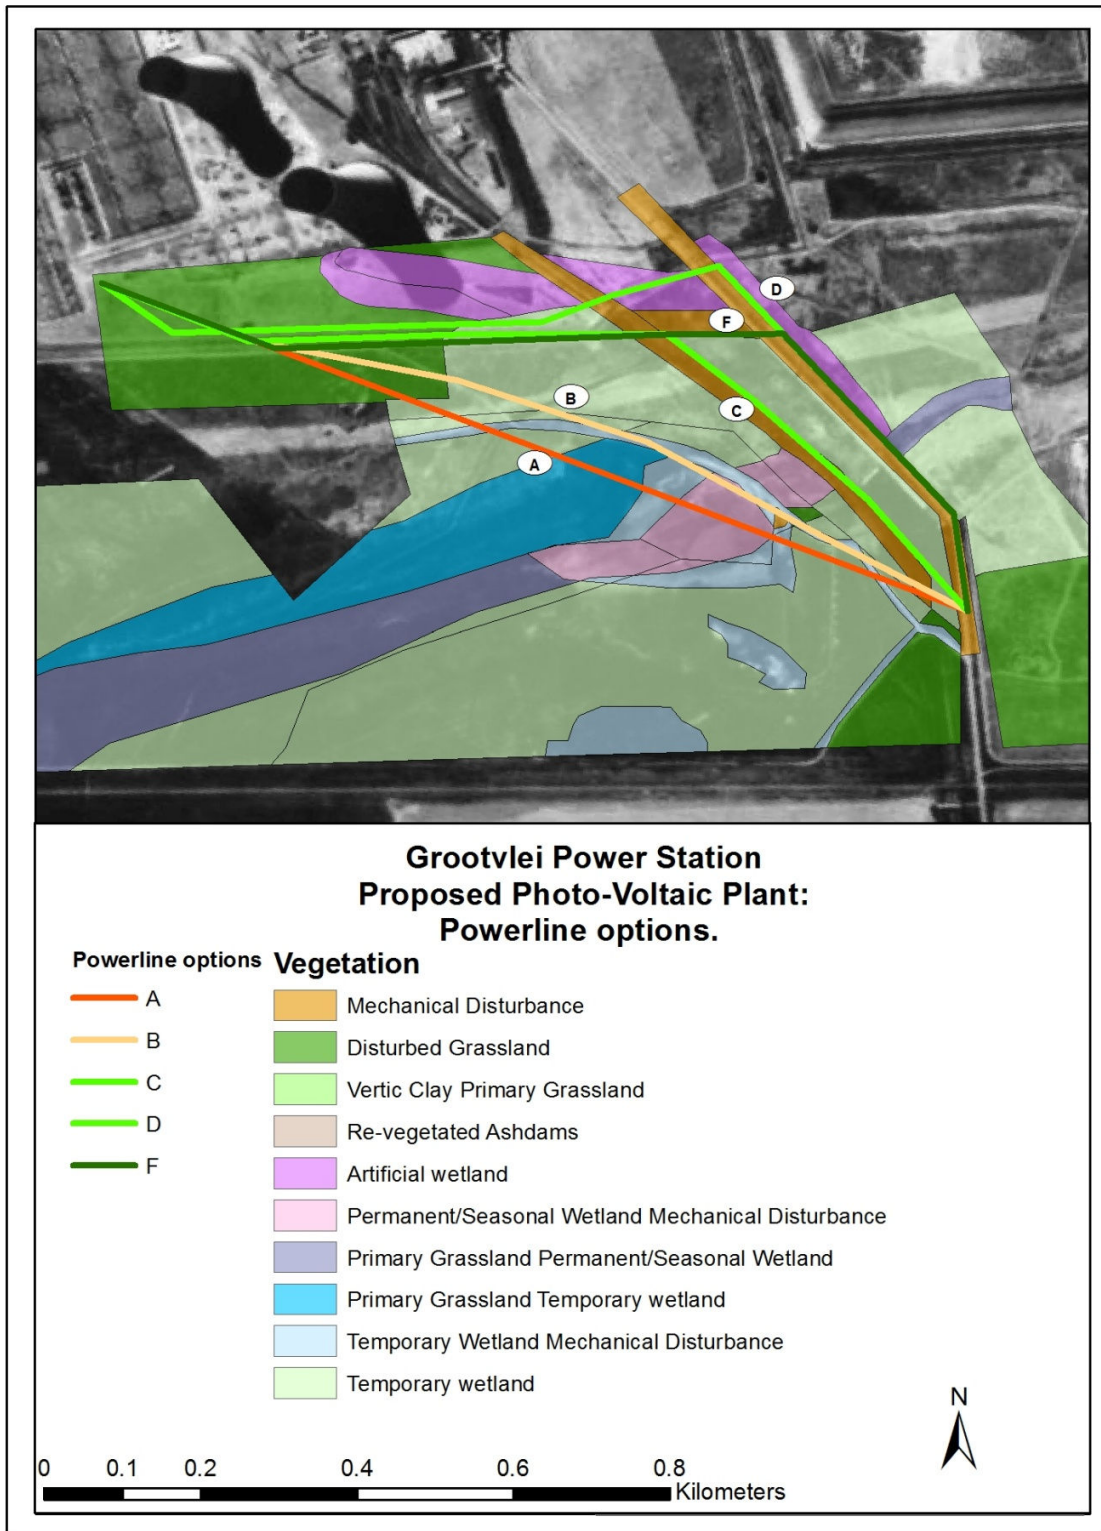 D
F
B
C
A
Grootvlei Power Station
Proposed Photo-Voltaic Plant:
Powerline options.
Powerline options
A
B
C
D
F
Vegetation
Mechanical Disturbance
Disturbed Grassland
Vertic Clay Primary Grassland
Re-vegetated Ashdams
Artificial wetland
Permanent/Seasonal Wetland Mechanical Disturbance
Primary Grassland Permanent/Seasonal Wetland
Primary Grassland Temporary wetland
Temporary Wetland Mechanical Disturbance
Temporary wetland
N
0 0.1 0.2 0.4 0.6 0.8
Kilometers